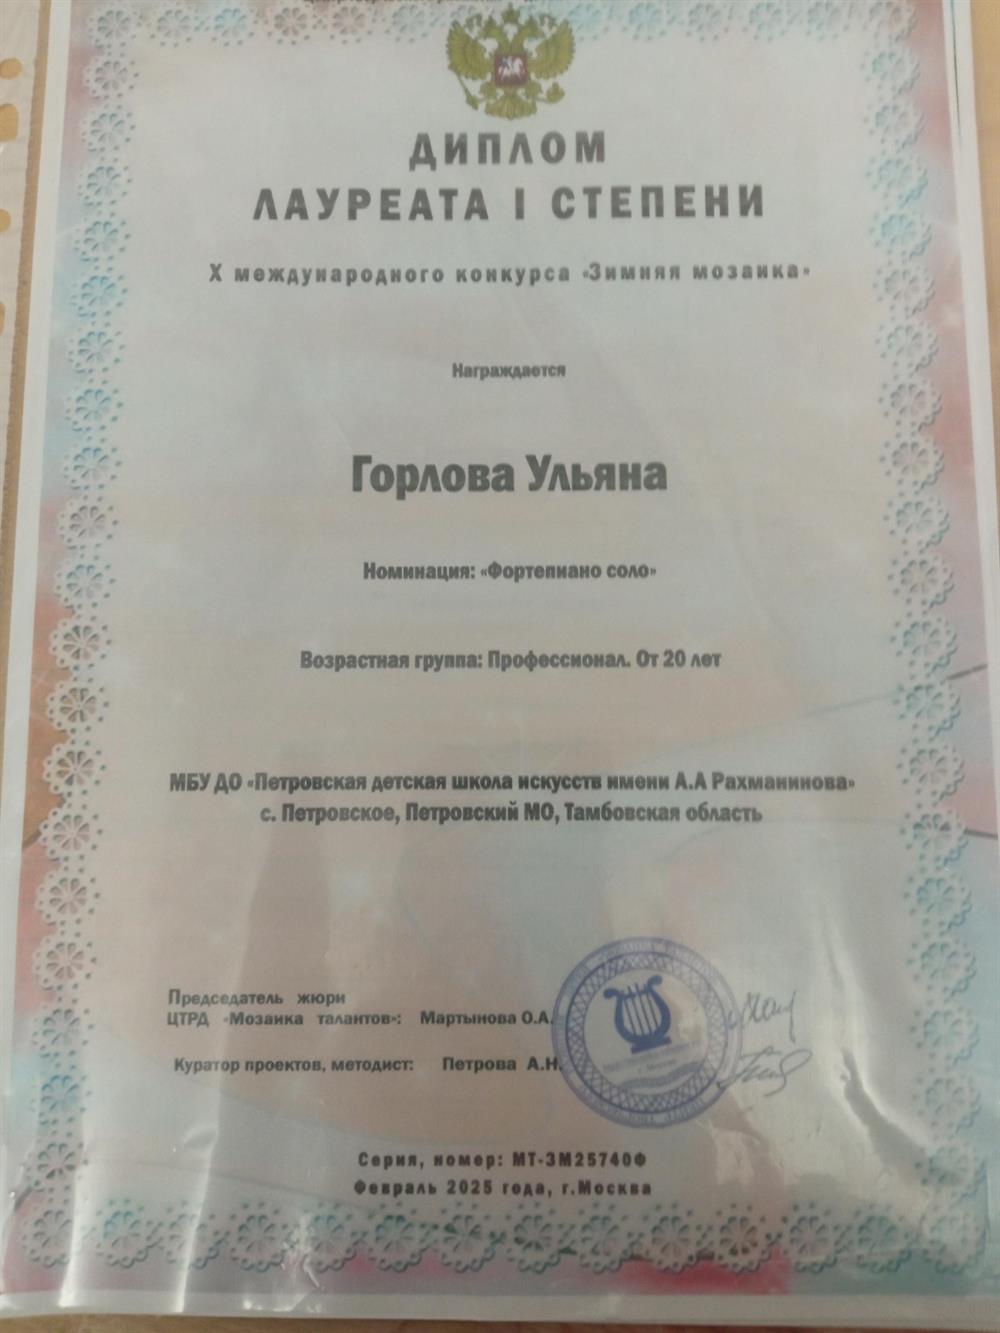 ДИПЛОМ
ЛАУРЕАТА I СТЕПЕНИ
X международного конкурса «Зимняя мозаика»
Награждается
Горлова Ульяна
Номинация: «Фортепиано соло»
Возрастная группа: Профессионал. От 20 лет
МБУ ДО «Петровская детская школа искусств имени А.А Рахманинова»
с. Петровское, Петровский МО, Тамбовская область
Председатель жюри
ЦТРД «Мозаика талантов»: Мартынова О.А.
Куратор проектов, методист: Петрова А.Н.
Серия, номер: МТ-ЗМ25740Ф
Февраль 2025 года, г.Москва